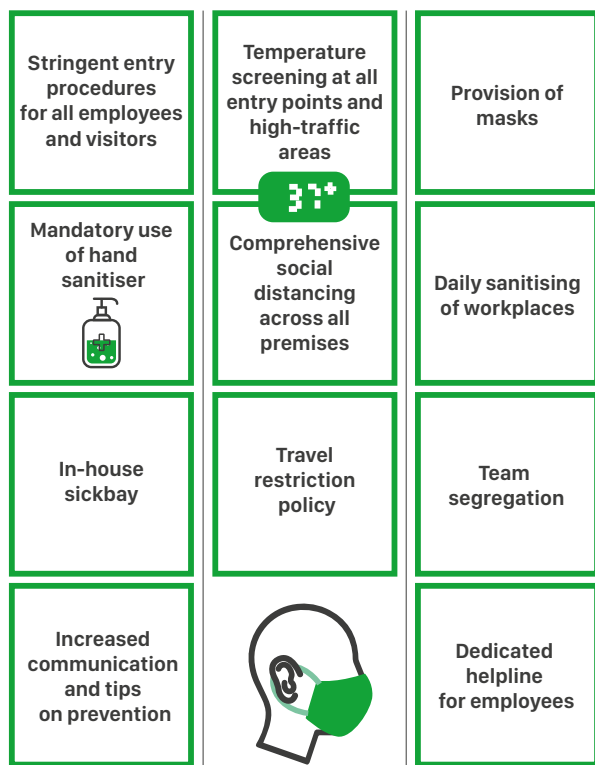 Stringent entry
procedures
for all employees
and visitors
Temperature
screening at all
entry points and
high-traffic
areas
37+
Provision of
masks
Mandatory use
of hand
sanitiser
Comprehensive
social
distancing
across all
premises
Daily sanitising
of workplaces
In-house
sickbay
Travel
restriction
policy
Team
segregation
Increased
communication
and tips
on prevention
Dedicated
helpline
for employees